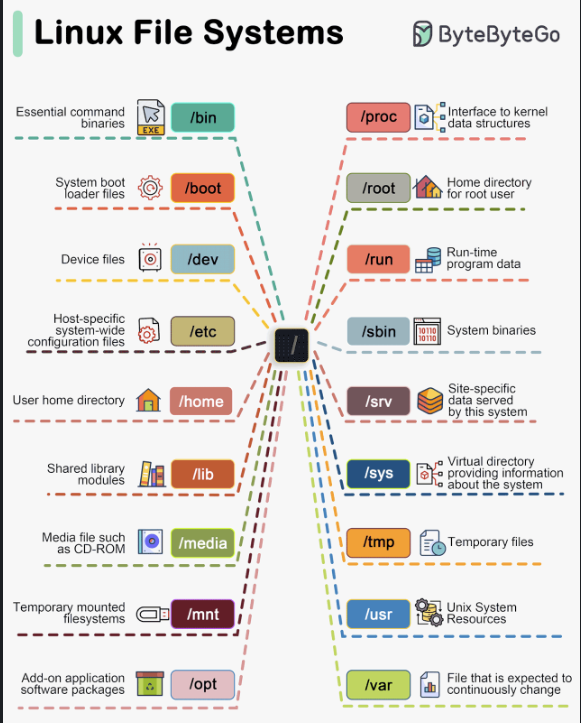 Linux File Systems
ByteByteGo
Essential command
binaries
EXE
/bin
System boot
loader files
/boot
Device files
/dev
Host-specific
system-wide
configuration files
/etc
User home directory
/home
Shared library
modules
/lib
Media file such
as CD-ROM
/media
Temporary mounted
filesystems
/mnt
Add-on application
software packages
/opt
/
/proc
Interface to kernel
data structures
/root
Home directory
for root user
/run
Run-time
program data
/sbin
10110
10110
System binaries
/srv
Site-specific
data served
by this system
/sys
Virtual directory
providing information
about the system
/tmp
Temporary files
/usr
Unix System
Resources
/var
File that is expected to
continuously change